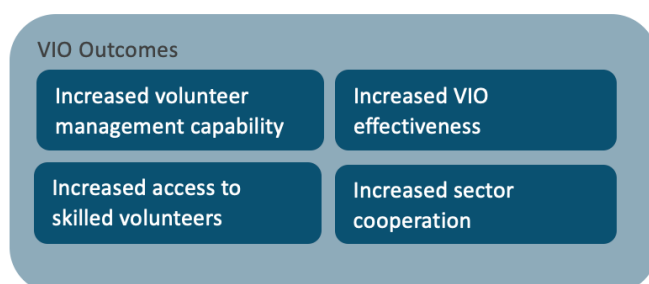 VIO Outcomes
Increased volunteer
management capability
Increased VIO
effectiveness
Increased access to
skilled volunteers
Increased sector
cooperation